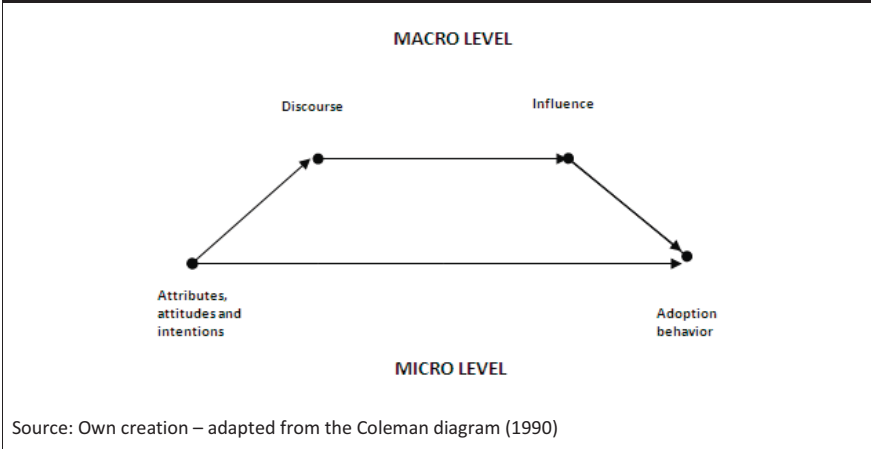 MACRO LEVEL
Discourse
Influence
Attributes,
attitudes and
intentions
Adoption
behavior
MICRO LEVEL
Source: Own creation – adapted from the Coleman diagram (1990)